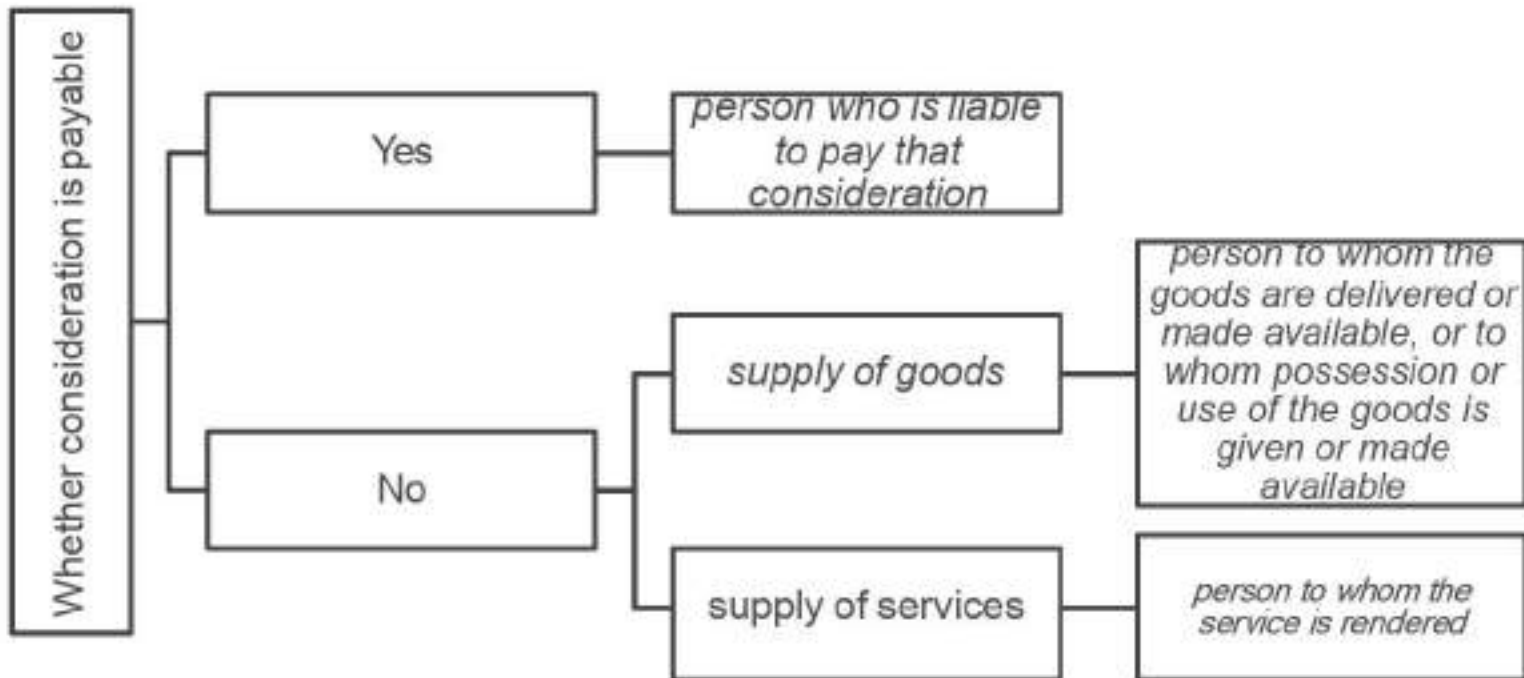 Whether consideration is payable
Yes
person who is liable
to pay that
consideration
No
supply of goods
person to whom the
goods are delivered or
made available, or to
whom possession or
use of the goods is
given or made
available
supply of services
person to whom the
service is rendered